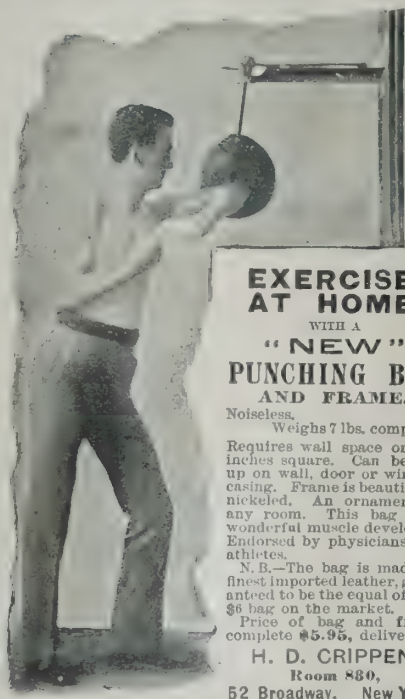 EXERCISE
AT HOME
WITH A
"NEW"
PUNCHING B
AND FRAME.
Noiseless.
Weighs 7 lbs. comp
Requires wall space on
inches square. Can be
up on wall, door or win
casing. Frame is beauti
nickeled. An ornamen
any room. This bag
wonderful muscle devel
Endorsed by physicians
athletes.
N. B.—The bag is mad
finest imported leather,
anteed to be the equal of
$6 bag on the market.
Price of bag and f
complete $5.95, delive
H. D. CRIPPEN
Room 880,
52 Broadway, New Y